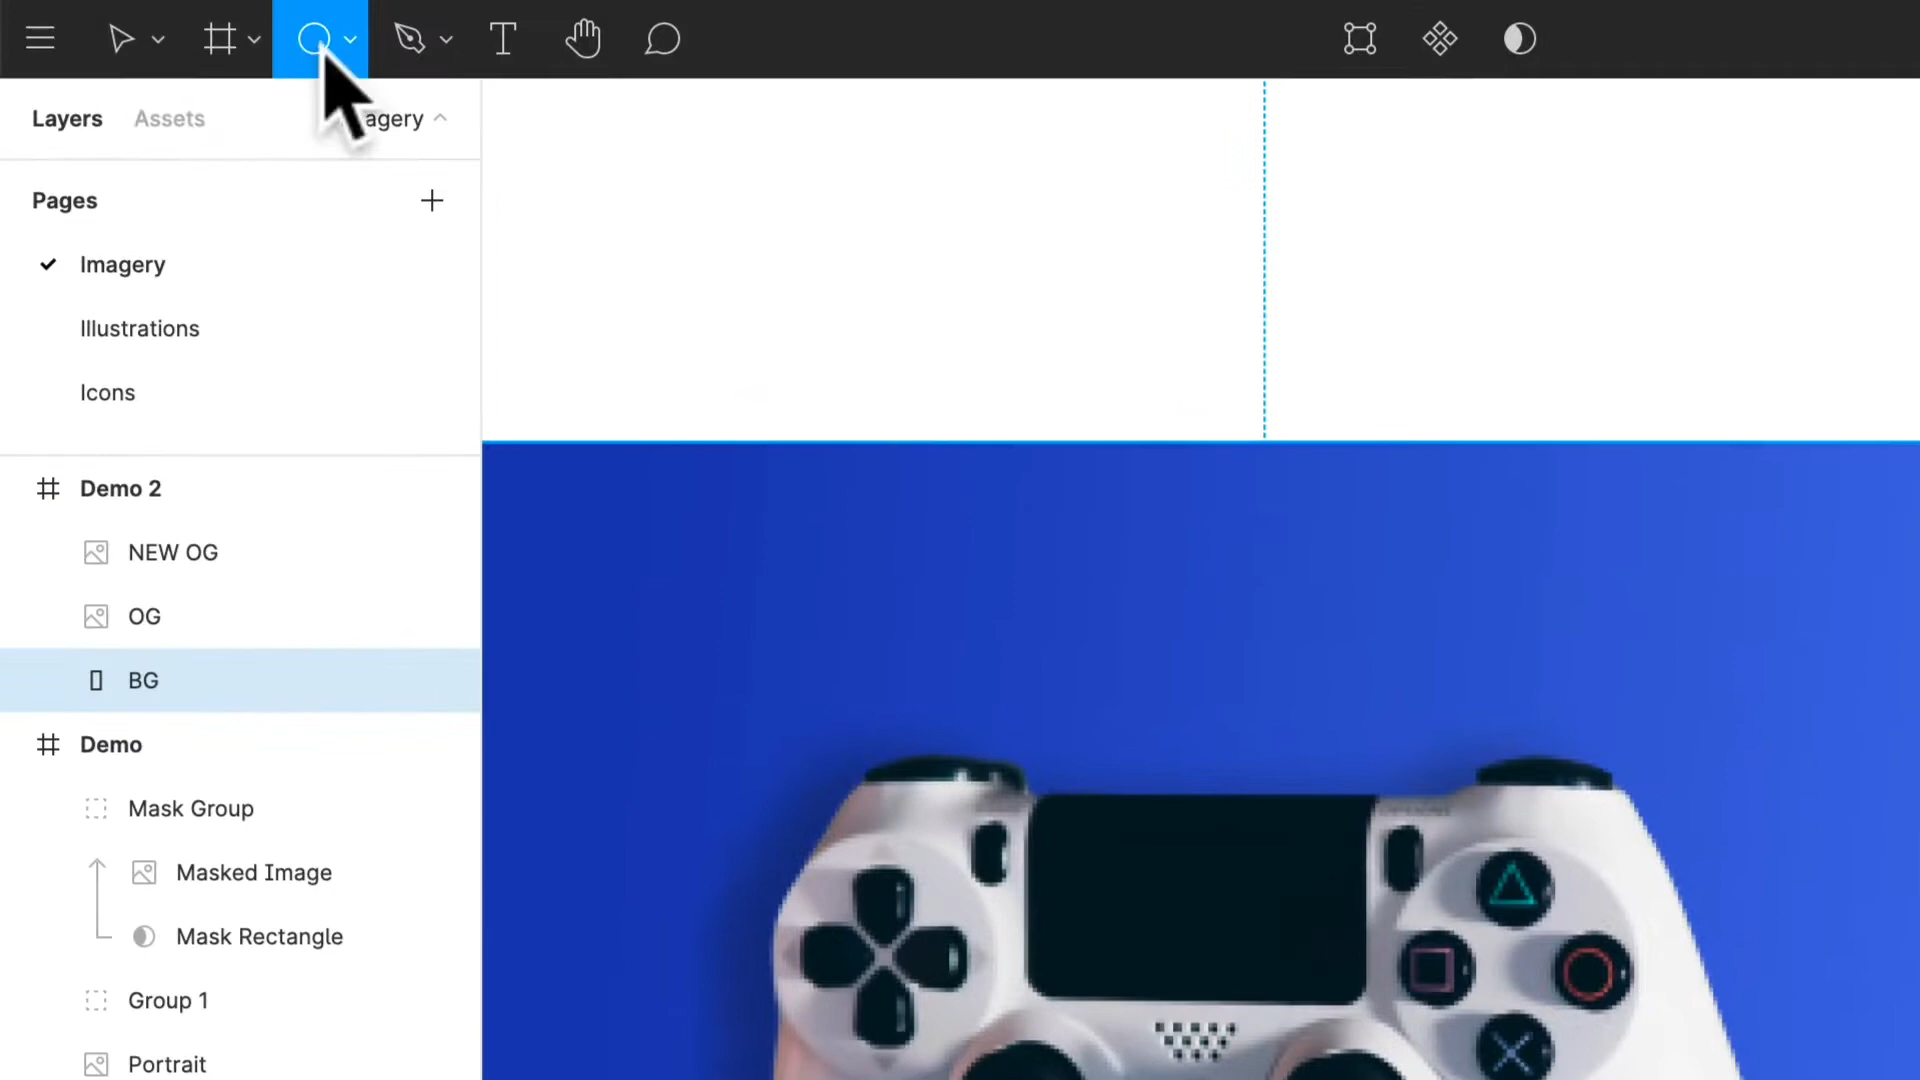 Layers Assets agery
Pages
Imagery
Illustrations
Icons
Demo 2
NEW OG
OG
BG
Demo
Mask Group
Masked Image
Mask Rectangle
Group 1
Portrait